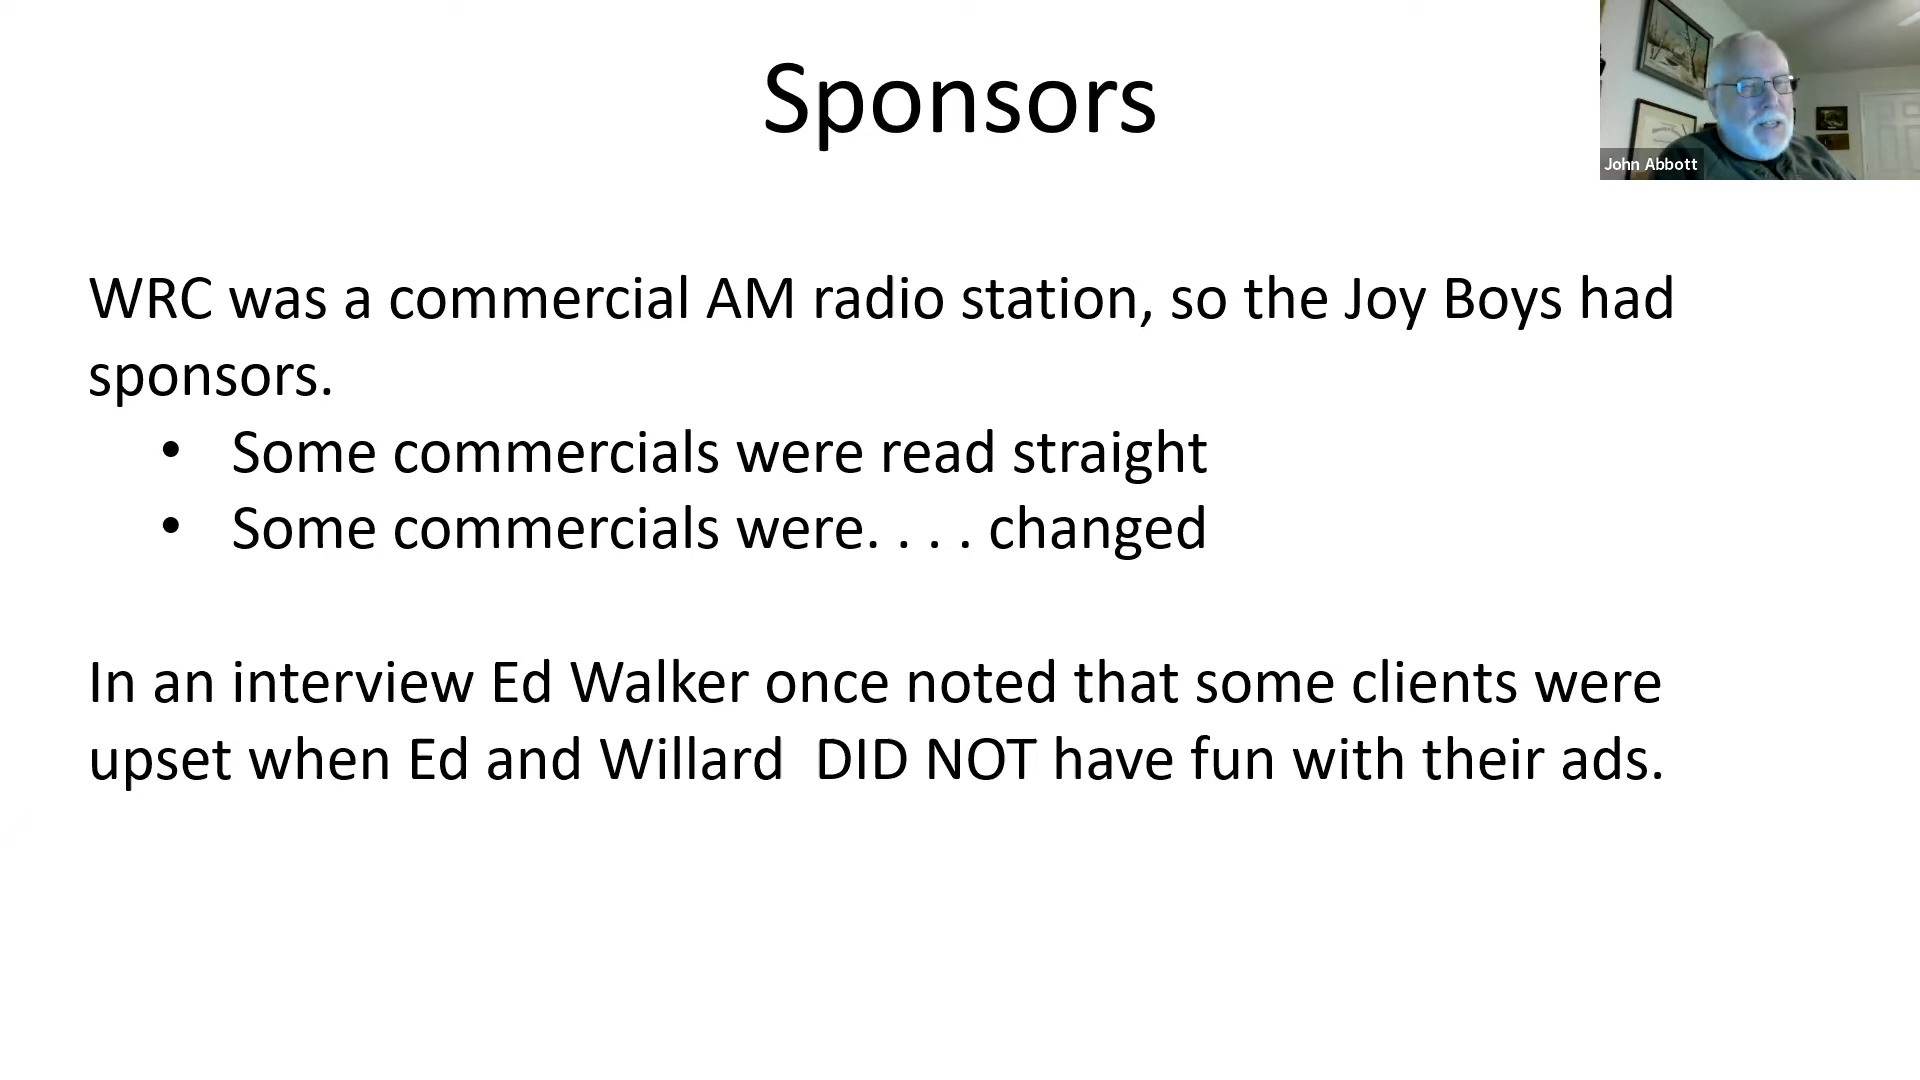 Sponsors
John Abbott
WRC was a commercial AM radio station, so the Joy Boys had
sponsors.
• Some commercials were read straight
• Some commercials were. . . . changed
In an interview Ed Walker once noted that some clients were
upset when Ed and Willard  DID NOT have fun with their ads.